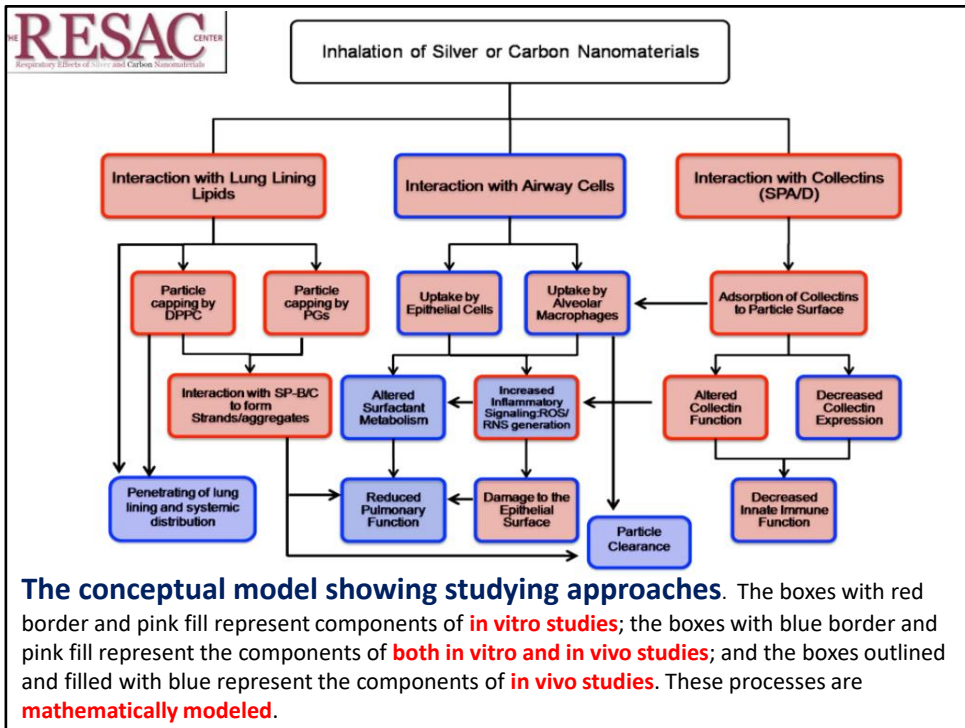 THE RESAC CENTER
Respiratory Effects of Silver and Carbon Nanomaterials
Inhalation of Silver or Carbon Nanomaterials
Interaction with Lung Lining
Lipids
Interaction with Airway Cells
Interaction with Collectins
(SPA/D)
Particle
capping by
DPPC
Particle
capping by
PGs
Uptake by
Epithelial Cells
Uptake by
Alveolar
Macrophages
Adsorption of Collectins
to Particle Surface
Interaction with SP-B/C
to form
Strands/aggregates
Altered
Surfactant
Metabolism
Increased
Inflammatory
Signaling:ROS/
RNS generation
Altered
Collectin
Function
Decreased
Collectin
Expression
Penetrating of lung
lining and systemic
distribution
Reduced
Pulmonary
Function
Damage to the
Epithelial
Surface
Particle
Clearance
Decreased
Innate Immune
Function
The conceptual model showing studying approaches. The boxes with red
border and pink fill represent components of in vitro studies; the boxes with blue border and
pink fill represent the components of both in vitro and in vivo studies; and the boxes outlined
and filled with blue represent the components of in vivo studies. These processes are
mathematically modeled.